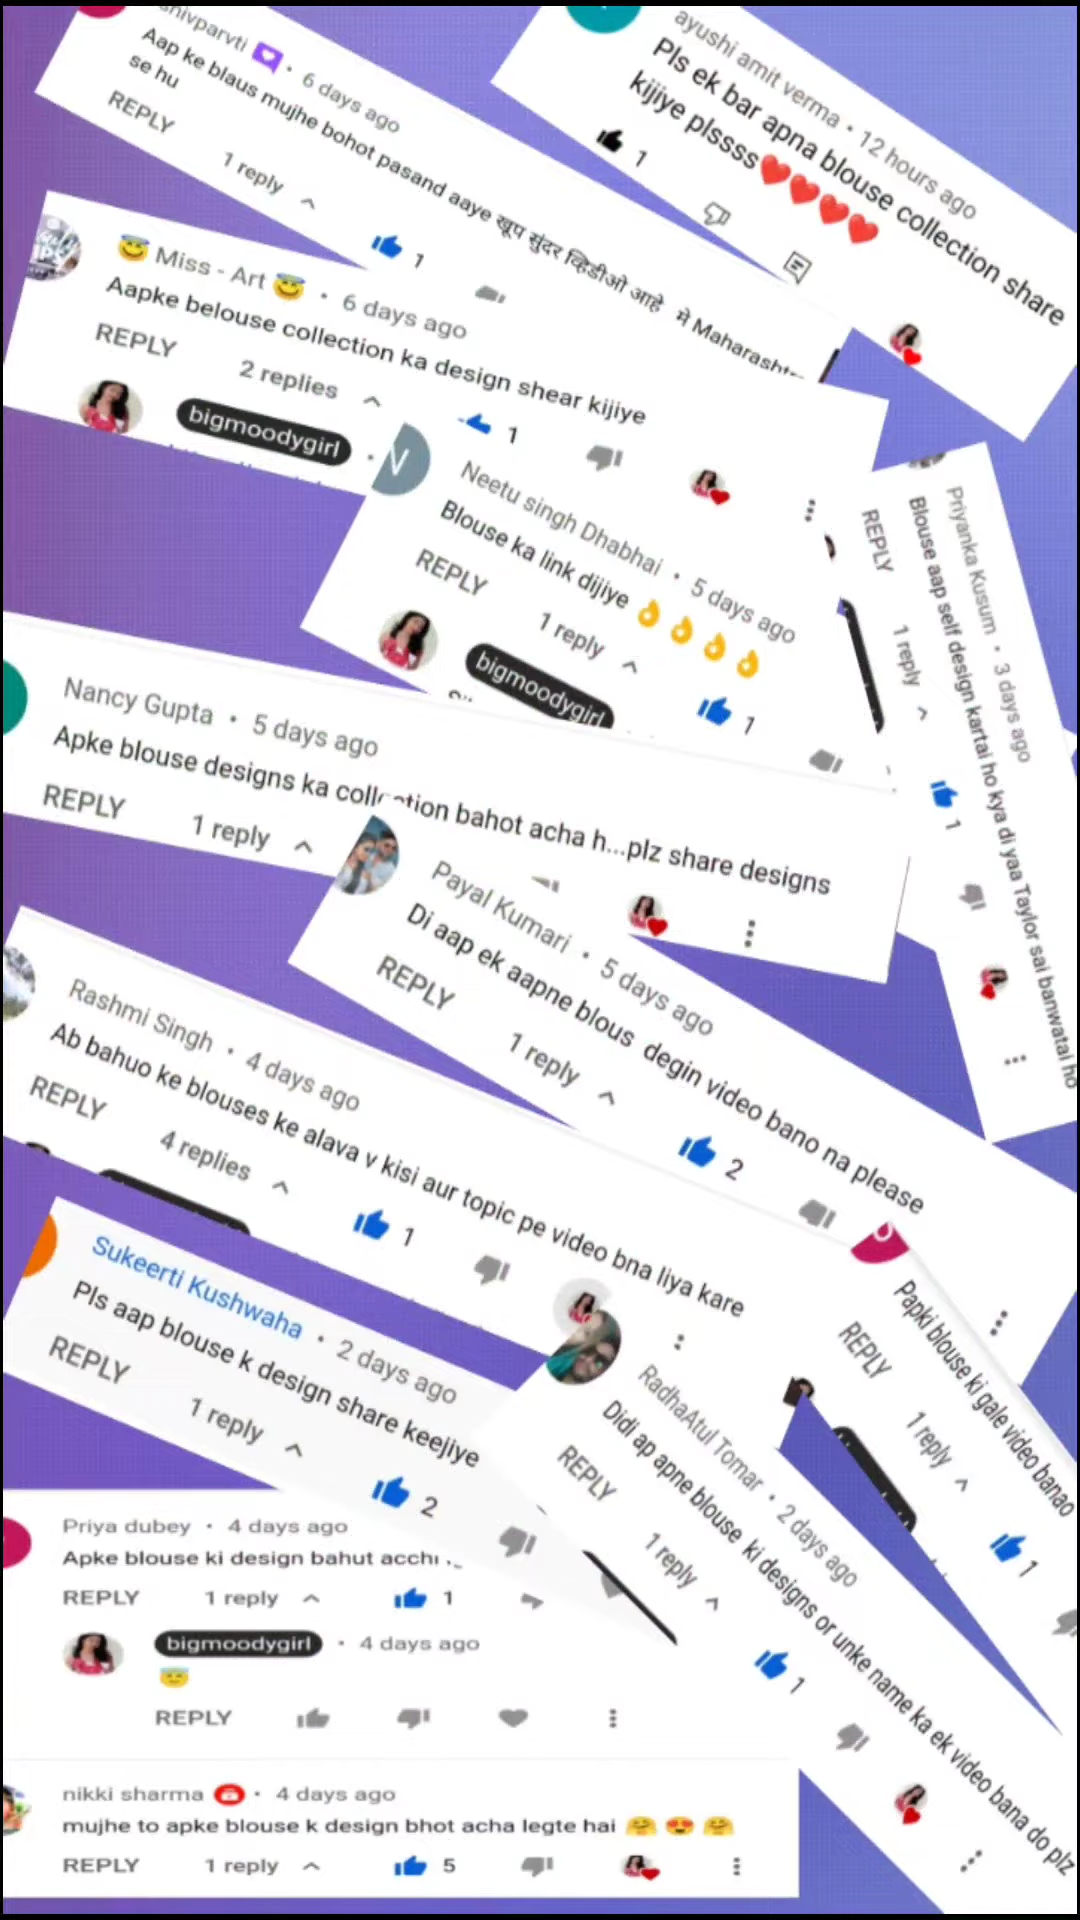 shivparvti • 6 days ago
Aap ke blaus mujhe bohot pasand aaye खूप सुंदर व्हिडीओ आहे मे Maharashtra
se hu
REPLY
1 reply
1
ayushi amit verma • 12 hours ago
Pls ek bar apna blouse collection share
kijiye plssss❤️❤️❤️❤️
1
😇 Miss - Art 😇 • 6 days ago
Aapke belouse collection ka design shear kijiye
REPLY
2 replies
1
bigmoodygirl •
N
Neetu singh Dhabhai • 5 days ago
Blouse ka link dijiye 👌👌👌👌
REPLY
1 reply
1
bigmoodygirl
Priyanka Kusum • 3 days ago
Blouse aap self design kartai ho kya di yaa Taylor sai banwatai ho
REPLY
1 reply
1
Nancy Gupta • 5 days ago
Apke blouse designs ka collection bahot acha h...plz share designs
REPLY
1 reply
Payal Kumari • 5 days ago
Di aap ek aapne blous degin video bano na please
REPLY
1 reply
2
Rashmi Singh • 4 days ago
Ab bahuo ke blouses ke alava v kisi aur topic pe video bna liya kare
REPLY
4 replies
1
Sukeerti Kushwaha • 2 days ago
Pls aap blouse k design share keejiye
REPLY
1 reply
2
Papki blouse ki gale video banao
REPLY
1 reply
1
RadhaAtul Tomar • 2 days ago
Didi ap apne blouse ki designs or unke name ka ek video bana do plz
REPLY
1 reply
1
Priya dubey • 4 days ago
Apke blouse ki design bahut acchi
REPLY 1 reply 1
bigmoodygirl • 4 days ago
😇
REPLY
nikki sharma • 4 days ago
mujhe to apke blouse k design bhot acha legte hai 🤗😍🤗
REPLY 1 reply 5